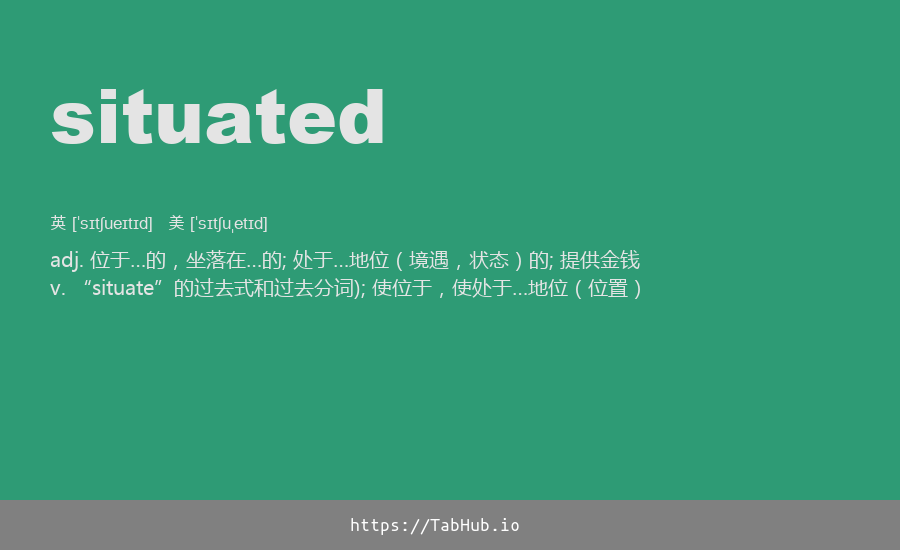 situated
英 [ˈsɪtʃueɪtɪd] 美 [ˈsɪtʃuˌetɪd]
adj. 位于…的，坐落在…的; 处于…地位（境遇，状态）的; 提供金钱
v. “situate”的过去式和过去分词); 使位于，使处于…地位（位置）
https://TabHub.io